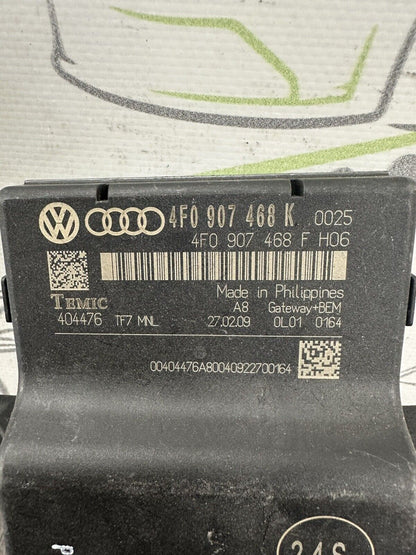 4F0 907 468 K 0025
4F0 907 468 F H06
Made in Philippines
TEMIC A8 Gateway+BEM
404476 TF7 MNL 27.02.09 0L01 0164
00404476A80040922700164